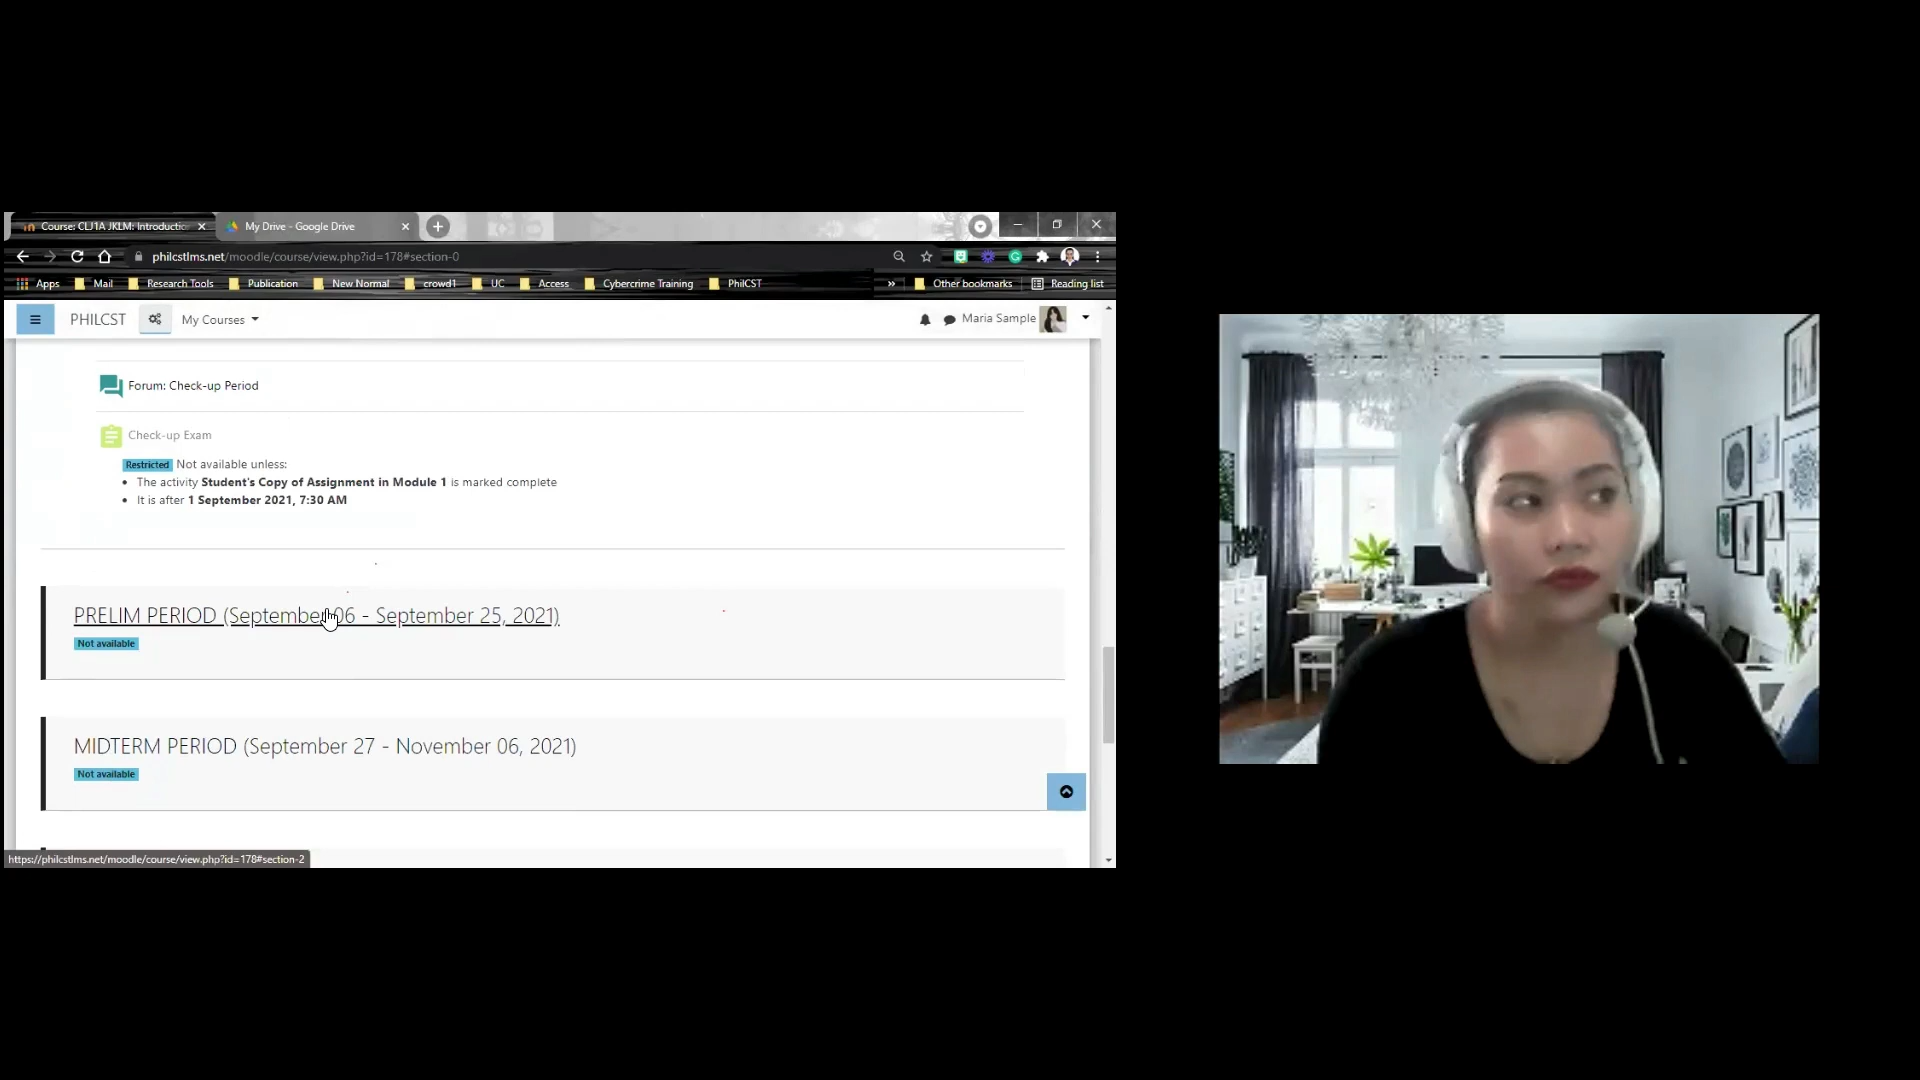 Course: CLJ1A JKLM: Introductic
My Drive - Google Drive
philcstlms.net/moodle/course/view.php?id=178#section-0
Apps Mail Research Tools Publication New Normal crowd1 UC Access Cybercrime Training PhilCST » Other bookmarks Reading list
PHILCST My Courses Maria Sample
Forum: Check-up Period
Check-up Exam
Restricted Not available unless:
• The activity Student's Copy of Assignment in Module 1 is marked complete
• It is after 1 September 2021, 7:30 AM
PRELIM PERIOD (September 06 - September 25, 2021)
Not available
MIDTERM PERIOD (September 27 - November 06, 2021)
Not available
https://philcstlms.net/moodle/course/view.php?id=178#section-2